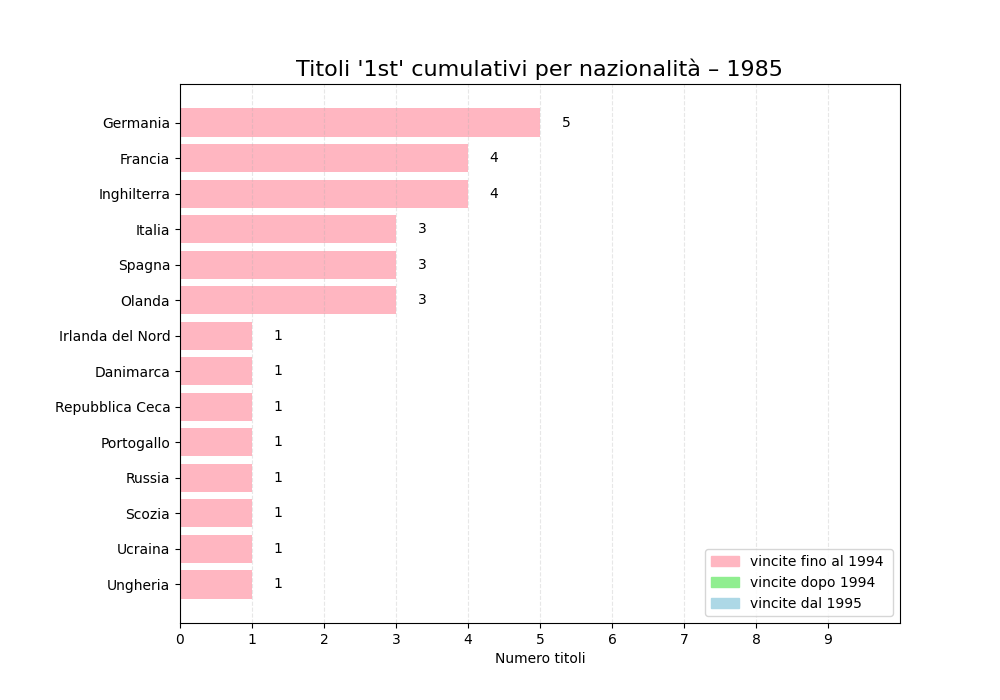 Titoli '1st' cumulativi per nazionalità – 1985
Germania 5
Francia 4
Inghilterra 4
Italia 3
Spagna 3
Olanda 3
Irlanda del Nord 1
Danimarca 1
Repubblica Ceca 1
Portogallo 1
Russia 1
Scozia 1
Ucraina 1
Ungheria 1
vincite fino al 1994
vincite dopo 1994
vincite dal 1995
0 1 2 3 4 5 6 7 8 9
Numero titoli